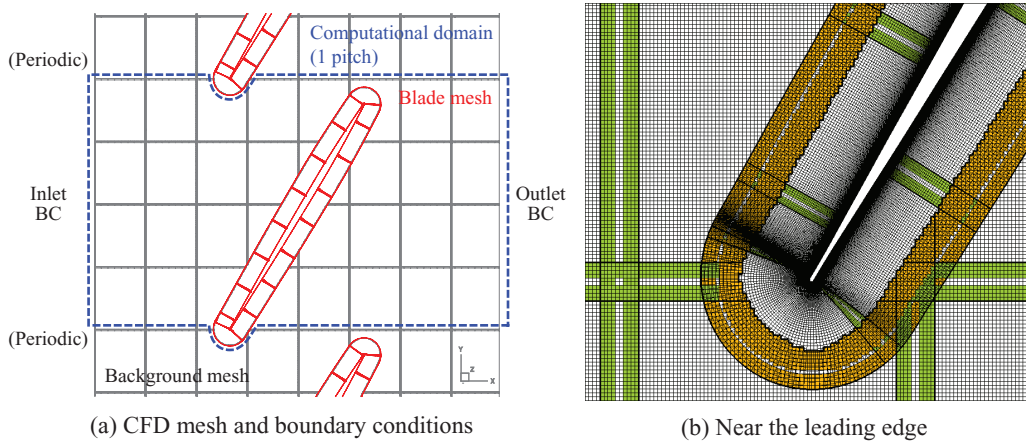 (Periodic)
Computational domain
(1 pitch)
Blade mesh
Inlet
BC
Outlet
BC
(Periodic)
Background mesh
Y
Z
X
(a) CFD mesh and boundary conditions
(b) Near the leading edge